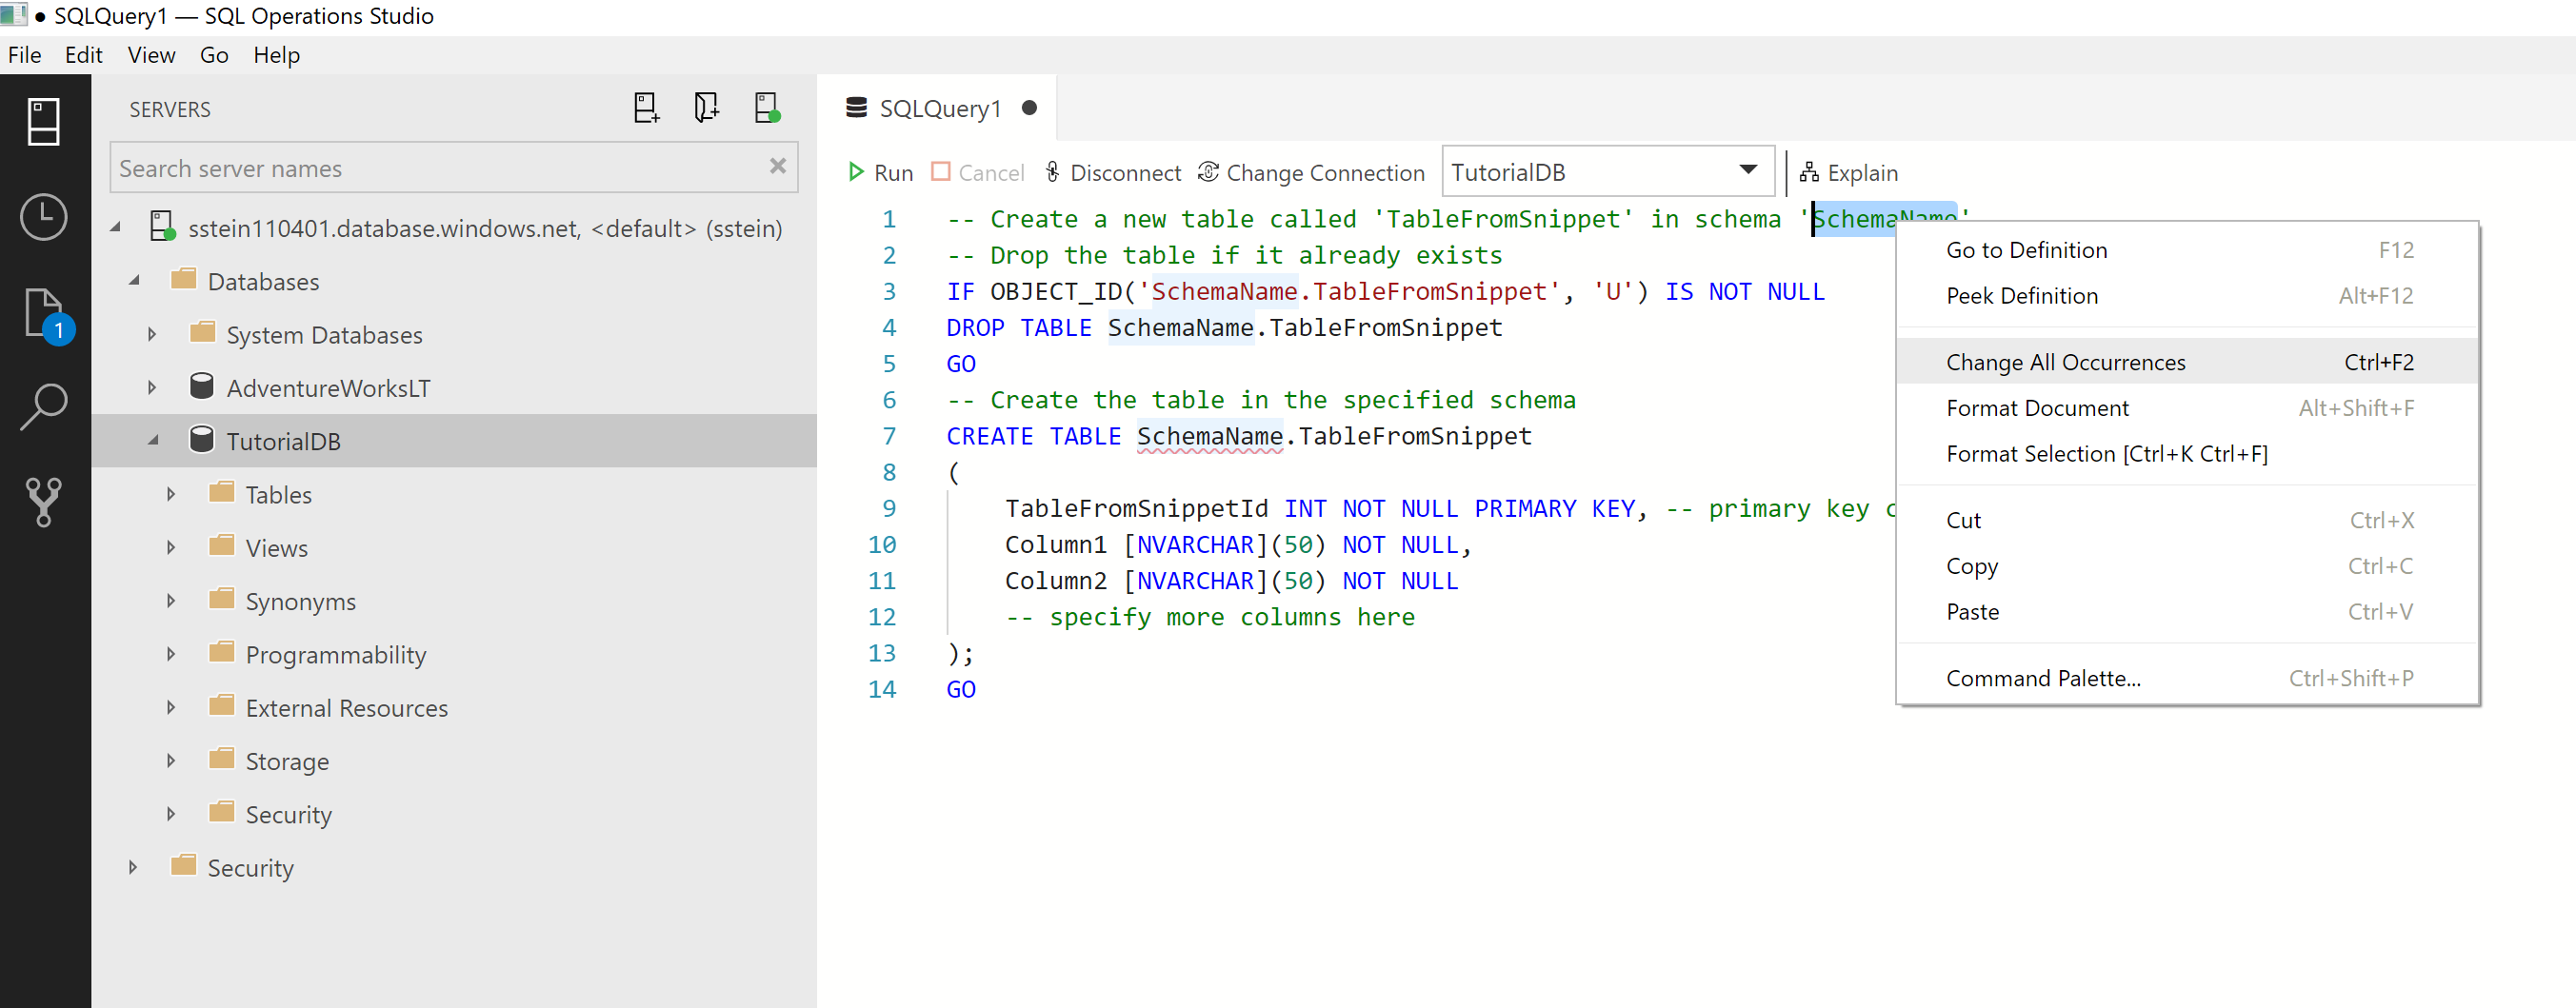 ● SQLQuery1 — SQL Operations Studio
File Edit View Go Help
SERVERS
Search server names
sstein110401.database.windows.net, <default> (sstein)
Databases
System Databases
AdventureWorksLT
TutorialDB
Tables
Views
Synonyms
Programmability
External Resources
Storage
Security
Security
1
SQLQuery1 ●
Run Cancel Disconnect Change Connection TutorialDB Explain
1 -- Create a new table called 'TableFromSnippet' in schema 'SchemaName'
2 -- Drop the table if it already exists
3 IF OBJECT_ID('SchemaName.TableFromSnippet', 'U') IS NOT NULL
4 DROP TABLE SchemaName.TableFromSnippet
5 GO
6 -- Create the table in the specified schema
7 CREATE TABLE SchemaName.TableFromSnippet
8 (
9 TableFromSnippetId INT NOT NULL PRIMARY KEY, -- primary key
10 Column1 [NVARCHAR](50) NOT NULL,
11 Column2 [NVARCHAR](50) NOT NULL
12 -- specify more columns here
13 );
14 GO
Go to Definition F12
Peek Definition Alt+F12
Change All Occurrences Ctrl+F2
Format Document Alt+Shift+F
Format Selection [Ctrl+K Ctrl+F]
Cut Ctrl+X
Copy Ctrl+C
Paste Ctrl+V
Command Palette... Ctrl+Shift+P